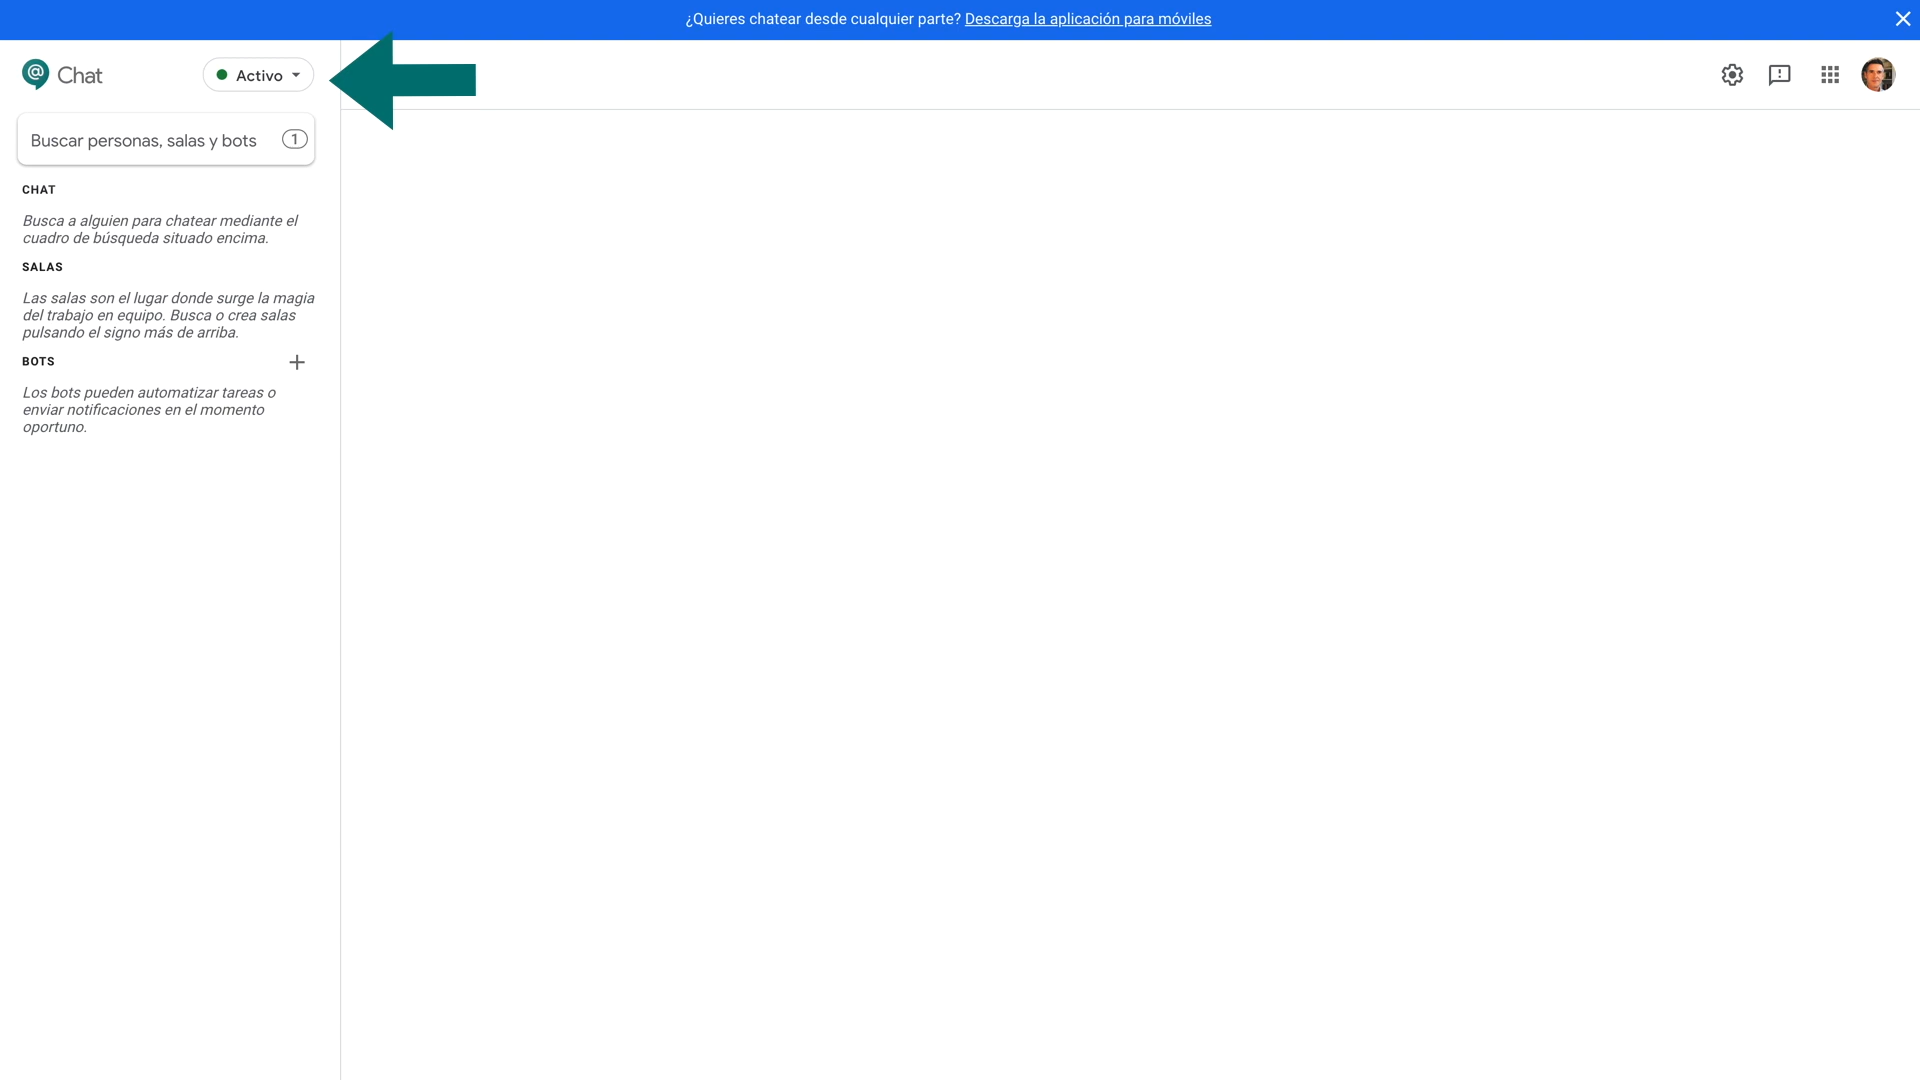 ¿Quieres chatear desde cualquier parte? Descarga la aplicación para móviles
Chat
Activo
Buscar personas, salas y bots 1
CHAT
Busca a alguien para chatear mediante el
cuadro de búsqueda situado encima.
SALAS
Las salas son el lugar donde surge la magia
del trabajo en equipo. Busca o crea salas
pulsando el signo más de arriba.
BOTS
Los bots pueden automatizar tareas o
enviar notificaciones en el momento
oportuno.